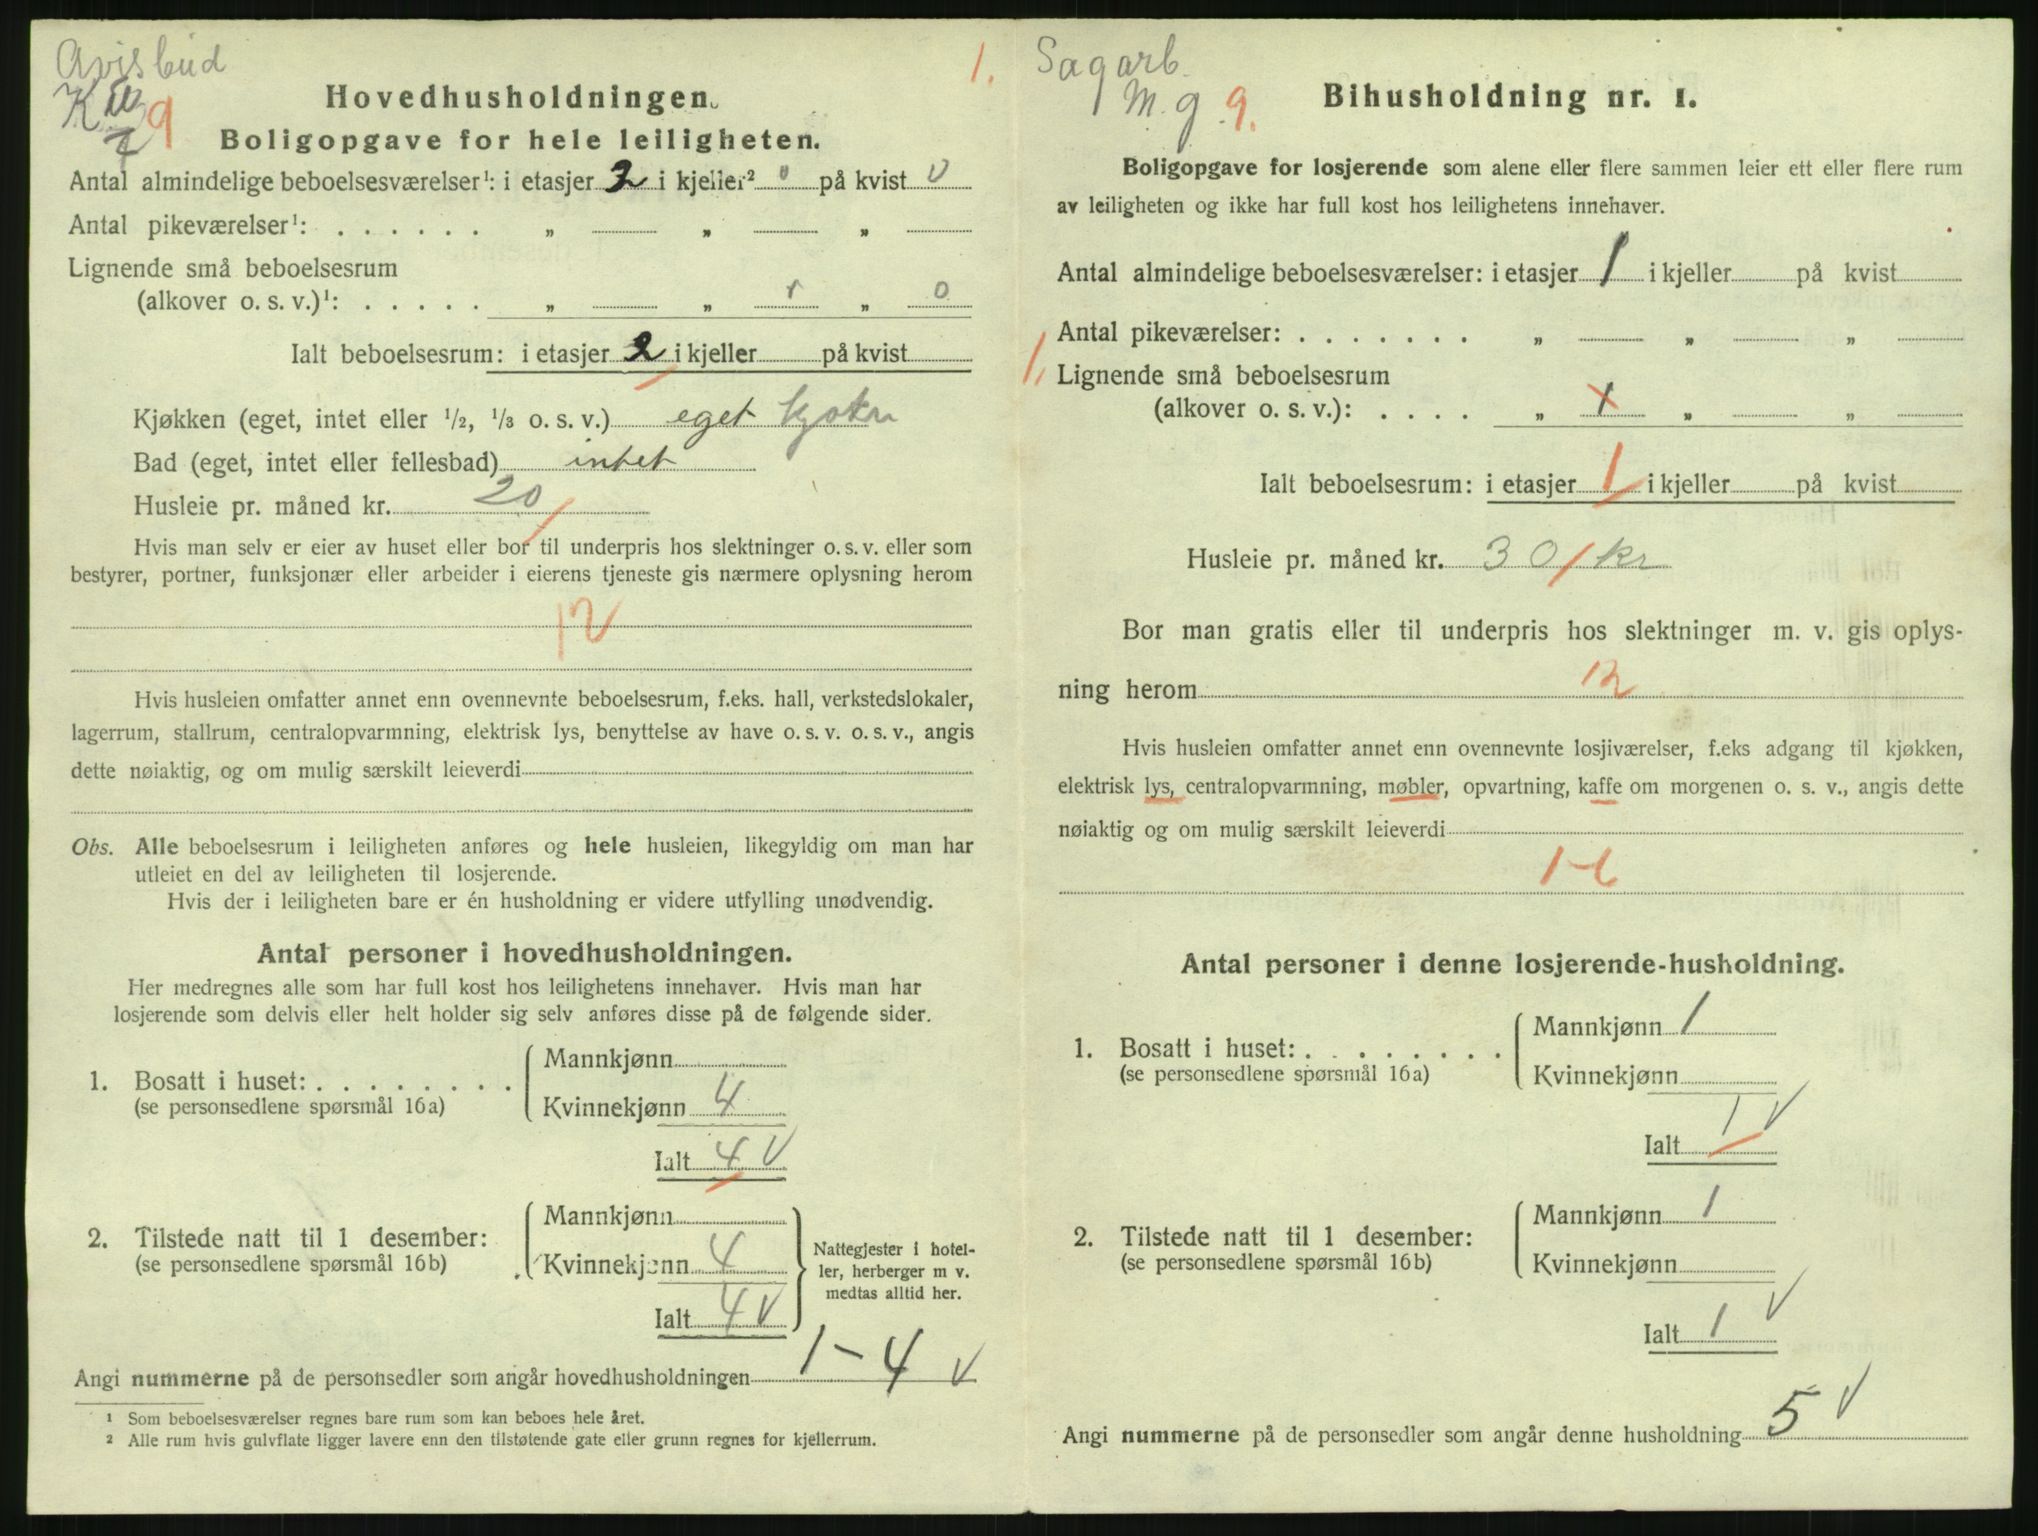 Avisbud
1.
K
9
Hovedhusholdningen.
Boligopgave for hele leiligheten.
Antal almindelige beboelsesværelser¹: i etasjer 2 i kjeller² 0 på kvist 0
Antal pikeværelser¹: . . . . . . „ „ „
Lignende små beboelsesrum
(alkover o. s. v.)¹: . . . . . „ „ „ 0
Ialt beboelsesrum: i etasjer 2 i kjeller på kvist
Kjøkken (eget, intet eller 1/2, 1/3 o. s. v.) eget
Bad (eget, intet eller fellesbad) intet
Husleie pr. måned kr. 20
Hvis man selv er eier av huset eller bor til underpris hos slektninger o. s. v. eller som
bestyrer, portner, funksjonær eller arbeider i eierens tjeneste gis nærmere oplysning herom
12
Hvis husleien omfatter annet enn ovennevnte beboelsesrum, f.eks. hall, verkstedslokaler,
lagerrum, stallrum, centralopvarmning, elektrisk lys, benyttelse av have o. s. v. o. s. v., angis
dette nøiaktig, og om mulig særskilt leieverdi
Obs. Alle beboelsesrum i leiligheten anføres og hele husleien, likegyldig om man har
utleiet en del av leiligheten til losjerende.
Hvis der i leiligheten bare er én husholdning er videre utfylling unødvendig.
Antal personer i hovedhusholdningen.
Her medregnes alle som har full kost hos leilighetens innehaver. Hvis man har
losjerende som delvis eller helt holder sig selv anføres disse på de følgende sider.
Mannkjønn
1. Bosatt i huset: . . . . . . . .
(se personsedlene spørsmål 16a)
Kvinnekjønn 4
Ialt 4 V
Mannkjønn
2. Tilstede natt til 1 desember:
(se personsedlene spørsmål 16b)
Kvinnekjønn 4
Ialt 4 V
Nattegjester i hotel-
ler, herberger m v.
medtas alltid her.
Angi nummerne på de personsedler som angår hovedhusholdningen 1-4 V
¹ Som beboelsesværelser regnes bare rum som kan beboes hele året.
² Alle rum hvis gulvflate ligger lavere enn den tilstøtende gate eller grunn regnes for kjellerrum.
Sagarb.
M. g 9.
Bihusholdning nr. 1.
Boligopgave for losjerende som alene eller flere sammen leier ett eller flere rum
av leiligheten og ikke har full kost hos leilighetens innehaver.
Antal almindelige beboelsesværelser: i etasjer 1 i kjeller på kvist
Antal pikeværelser: . . . . . . . „ „ „
1.
Lignende små beboelsesrum
(alkover o. s. v.): . . . . „ „ „
Ialt beboelsesrum: i etasjer 1 i kjeller på kvist
Husleie pr. måned kr. 30 kr
Bor man gratis eller til underpris hos slektninger m. v. gis oplys-
ning herom 12
Hvis husleien omfatter annet enn ovennevnte losjiværelser, f.eks adgang til kjøkken,
elektrisk lys, centralopvarmning, møbler, opvartning, kaffe om morgenen o. s. v., angis dette
nøiaktig og om mulig særskilt leieverdi
1-6
Antal personer i denne losjerende-husholdning.
Mannkjønn 1
1. Bosatt i huset: . . . . . . . .
(se personsedlene spørsmål 16a)
Kvinnekjønn
Ialt 1 V
Mannkjønn 1
2. Tilstede natt til 1 desember:
(se personsedlene spørsmål 16b)
Kvinnekjønn
Ialt 1 V
Angi nummerne på de personsedler som angår denne husholdning 5 V